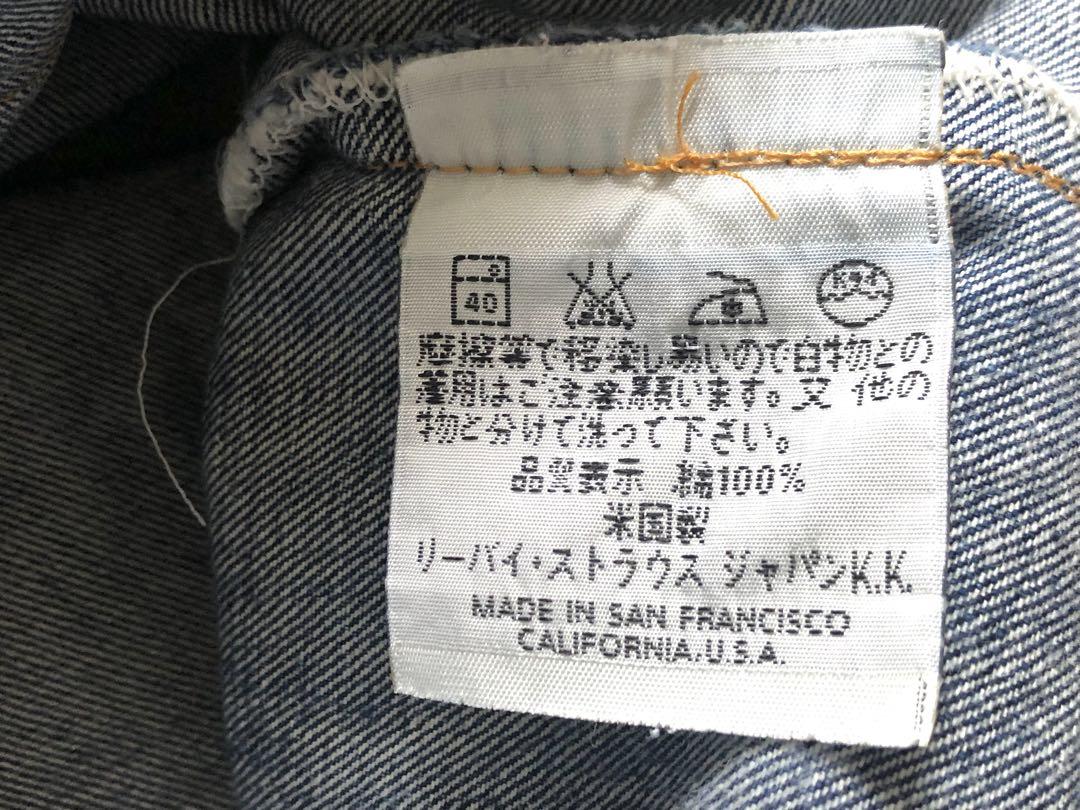 40
摩擦等で移染し易いので白物との
着用はご注意願います。又 他の
物と分けて洗って下さい。
品質表示 綿100%
米国製
リーバイ・ストラウス ジャパンK.K.
MADE IN SAN FRANCISCO
CALIFORNIA.U.S.A.